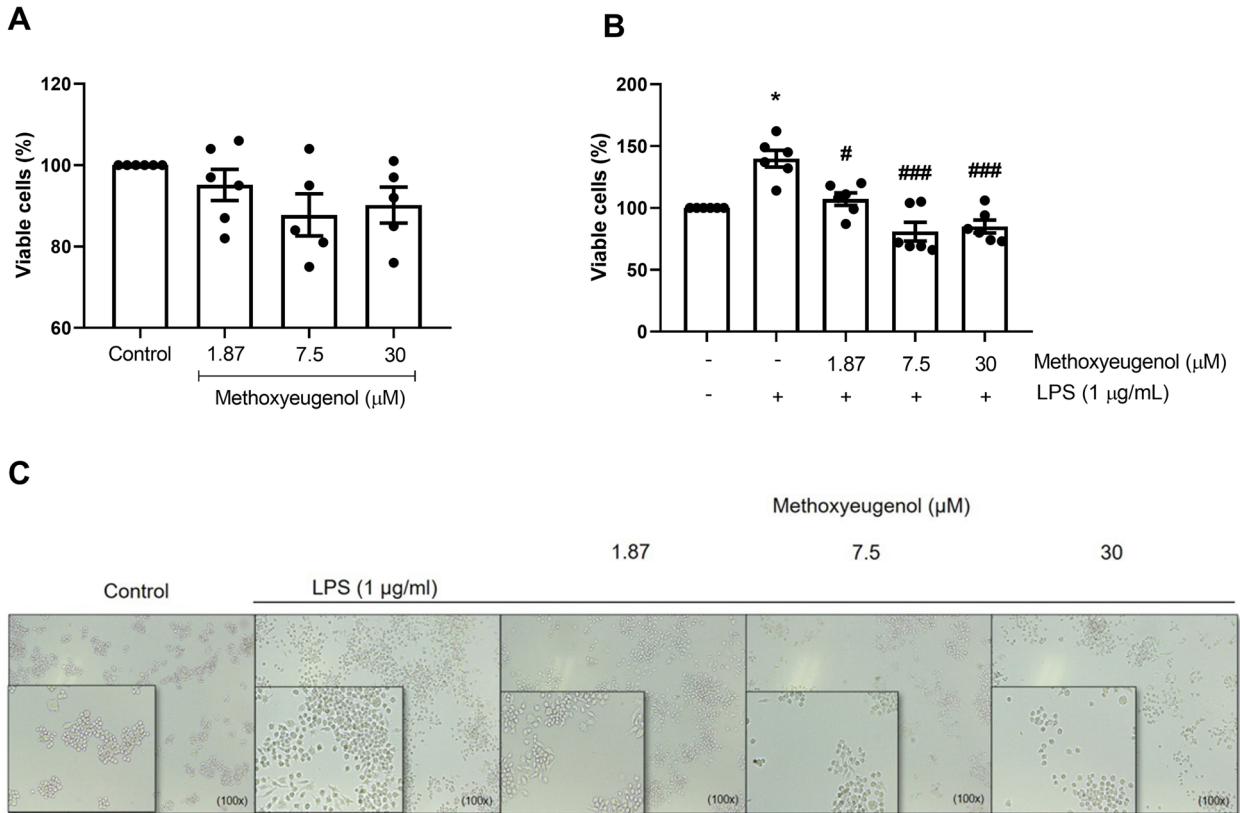 A
Viable cells (%)
120
100
80
60
Control 1.87 7.5 30
Methoxyeugenol (μM)
B
Viable cells (%)
200
150
100
50
0
* # ### ###
- - 1.87 7.5 30 Methoxyeugenol (μM)
- + + + + LPS (1 μg/mL)
C
Methoxyeugenol (μM)
1.87 7.5 30
Control LPS (1 μg/ml)
(100x) (100x) (100x) (100x) (100x)